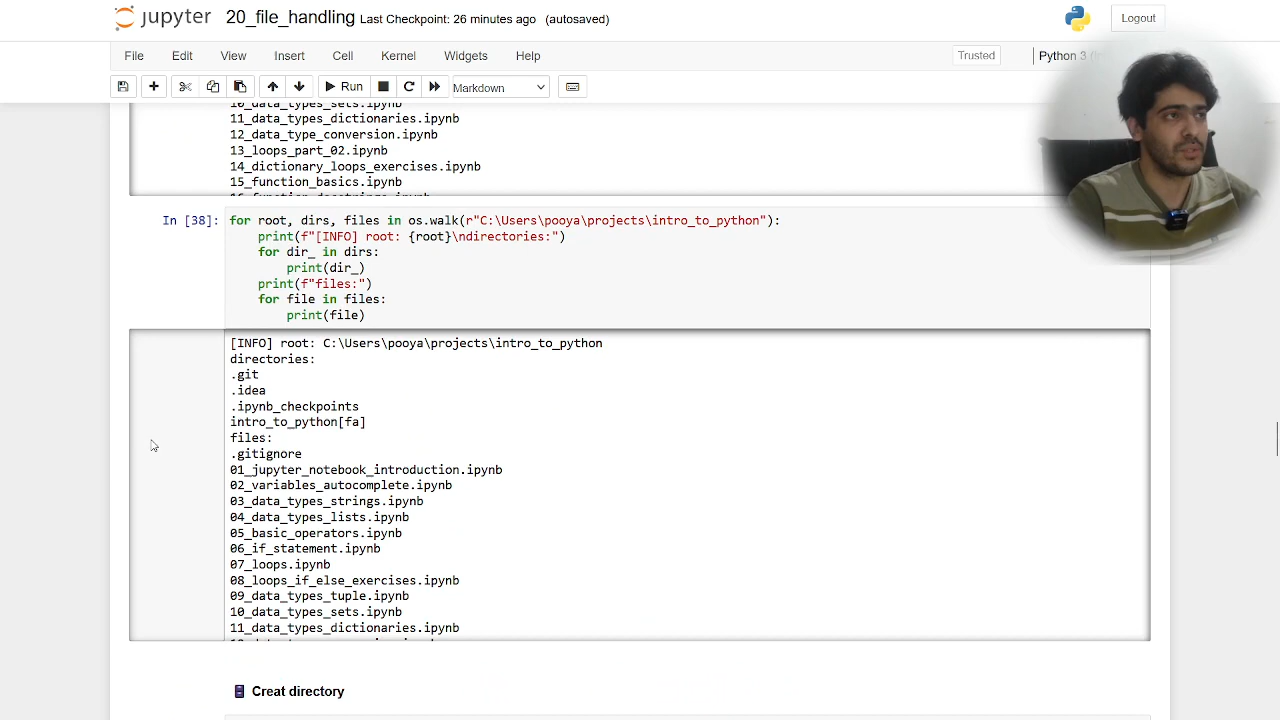 jupyter 20_file_handling Last Checkpoint: 26 minutes ago (autosaved) Logout
File Edit View Insert Cell Kernel Widgets Help Trusted Python 3
Run Markdown
10_data_types_sets.ipynb
11_data_types_dictionaries.ipynb
12_data_type_conversion.ipynb
13_loops_part_02.ipynb
14_dictionary_loops_exercises.ipynb
15_function_basics.ipynb
In [38]: for root, dirs, files in os.walk(r"C:\Users\pooya\projects\intro_to_python"):
print(f"[INFO] root: {root}\ndirectories:")
for dir_ in dirs:
print(dir_)
print(f"files:")
for file in files:
print(file)
[INFO] root: C:\Users\pooya\projects\intro_to_python
directories:
.git
.idea
.ipynb_checkpoints
intro_to_python[fa]
files:
.gitignore
01_jupyter_notebook_introduction.ipynb
02_variables_autocomplete.ipynb
03_data_types_strings.ipynb
04_data_types_lists.ipynb
05_basic_operators.ipynb
06_if_statement.ipynb
07_loops.ipynb
08_loops_if_else_exercises.ipynb
09_data_types_tuple.ipynb
10_data_types_sets.ipynb
11_data_types_dictionaries.ipynb
Creat directory